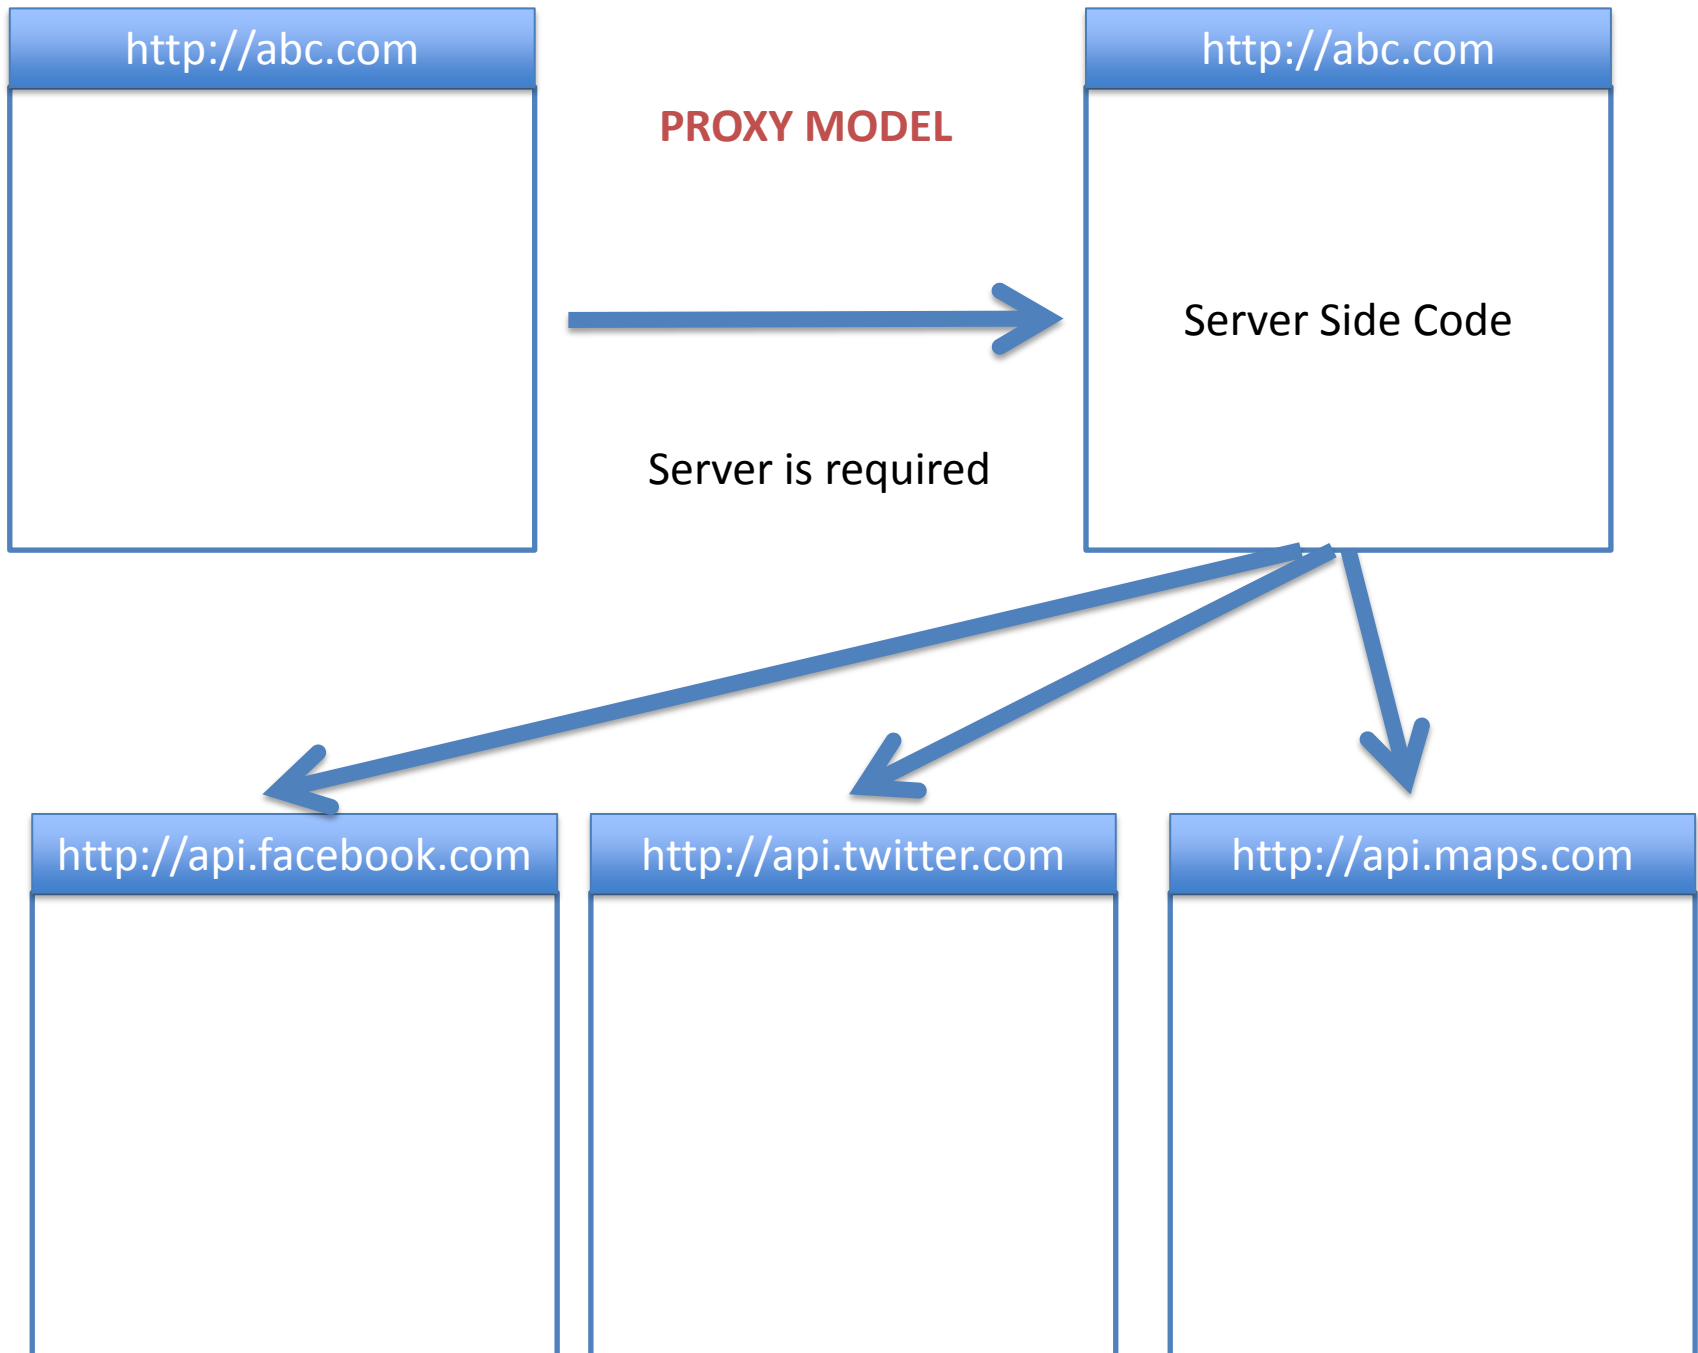 http://abc.com
http://abc.com
PROXY MODEL
Server Side Code
Server is required
http://api.facebook.com
http://api.twitter.com
http://api.maps.com